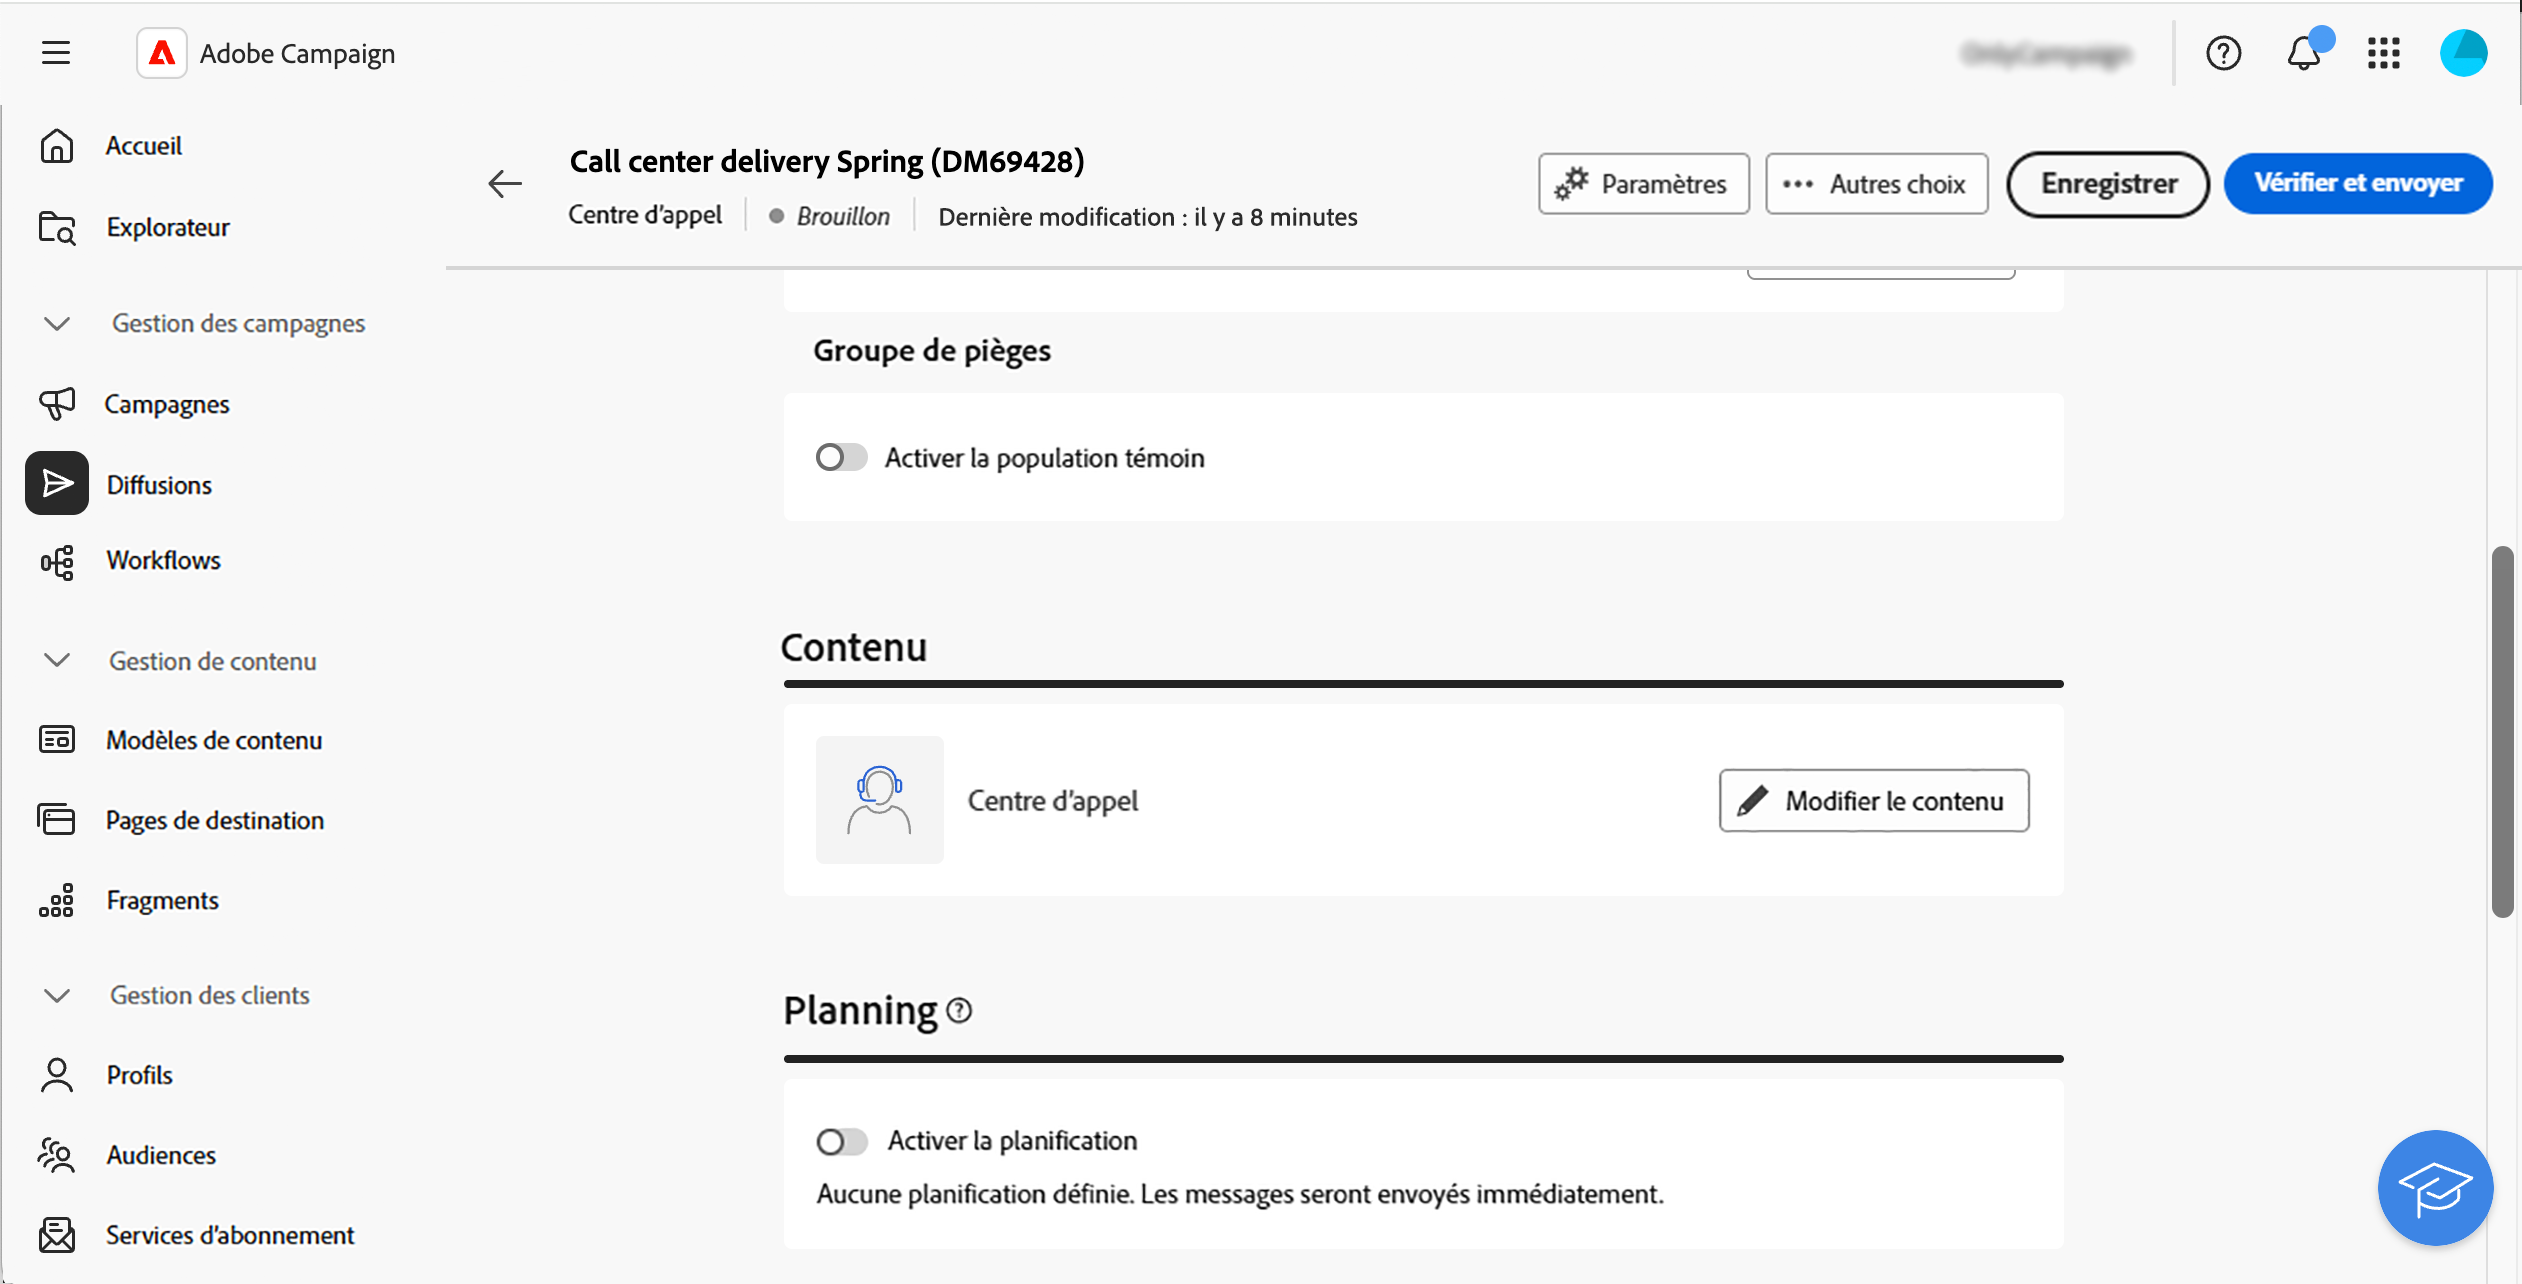 Adobe Campaign
Accueil
Explorateur
Gestion des campagnes
Campagnes
Diffusions
Workflows
Gestion de contenu
Modèles de contenu
Pages de destination
Fragments
Gestion des clients
Profils
Audiences
Services d'abonnement
Call center delivery Spring (DM69428)
Centre d'appel
Brouillon
Dernière modification : il y a 8 minutes
Paramètres
Autres choix
Enregistrer
Vérifier et envoyer
Groupe de pièges
Activer la population témoin
Contenu
Centre d'appel
Modifier le contenu
Planning
Activer la planification
Aucune planification définie. Les messages seront envoyés immédiatement.